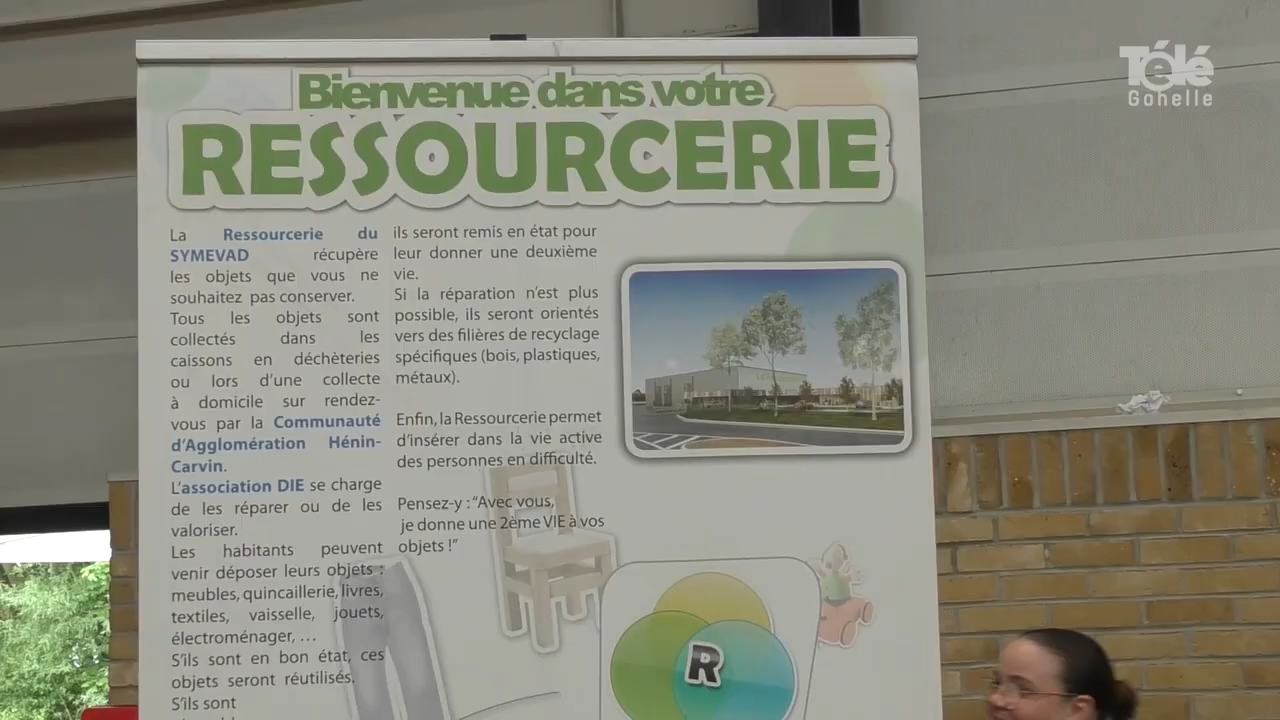 Télé
Gohelle
Bienvenue dans votre
RESSOURCERIE
La Ressourcerie du
SYMEVAD récupère
les objets que vous ne
souhaitez pas conserver.
Tous les objets sont
collectés dans les
caissons en déchèteries
ou lors d'une collecte
à domicile sur rendez-
vous par la Communauté
d'Agglomération Hénin-
Carvin.
L'association DIE se charge
de les réparer ou de les
valoriser.
Les habitants peuvent
venir déposer leurs objets :
meubles, quincaillerie, livres,
textiles, vaisselle, jouets,
électroménager, ...
S'ils sont en bon état, ces
objets seront réutilisés.
S'ils sont
ils seront remis en état pour
leur donner une deuxième
vie.
Si la réparation n'est plus
possible, ils seront orientés
vers des filières de recyclage
spécifiques (bois, plastiques,
métaux).
Enfin, la Ressourcerie permet
d'insérer dans la vie active
des personnes en difficulté.
Pensez-y : "Avec vous,
je donne une 2ème VIE à vos
objets !"
R